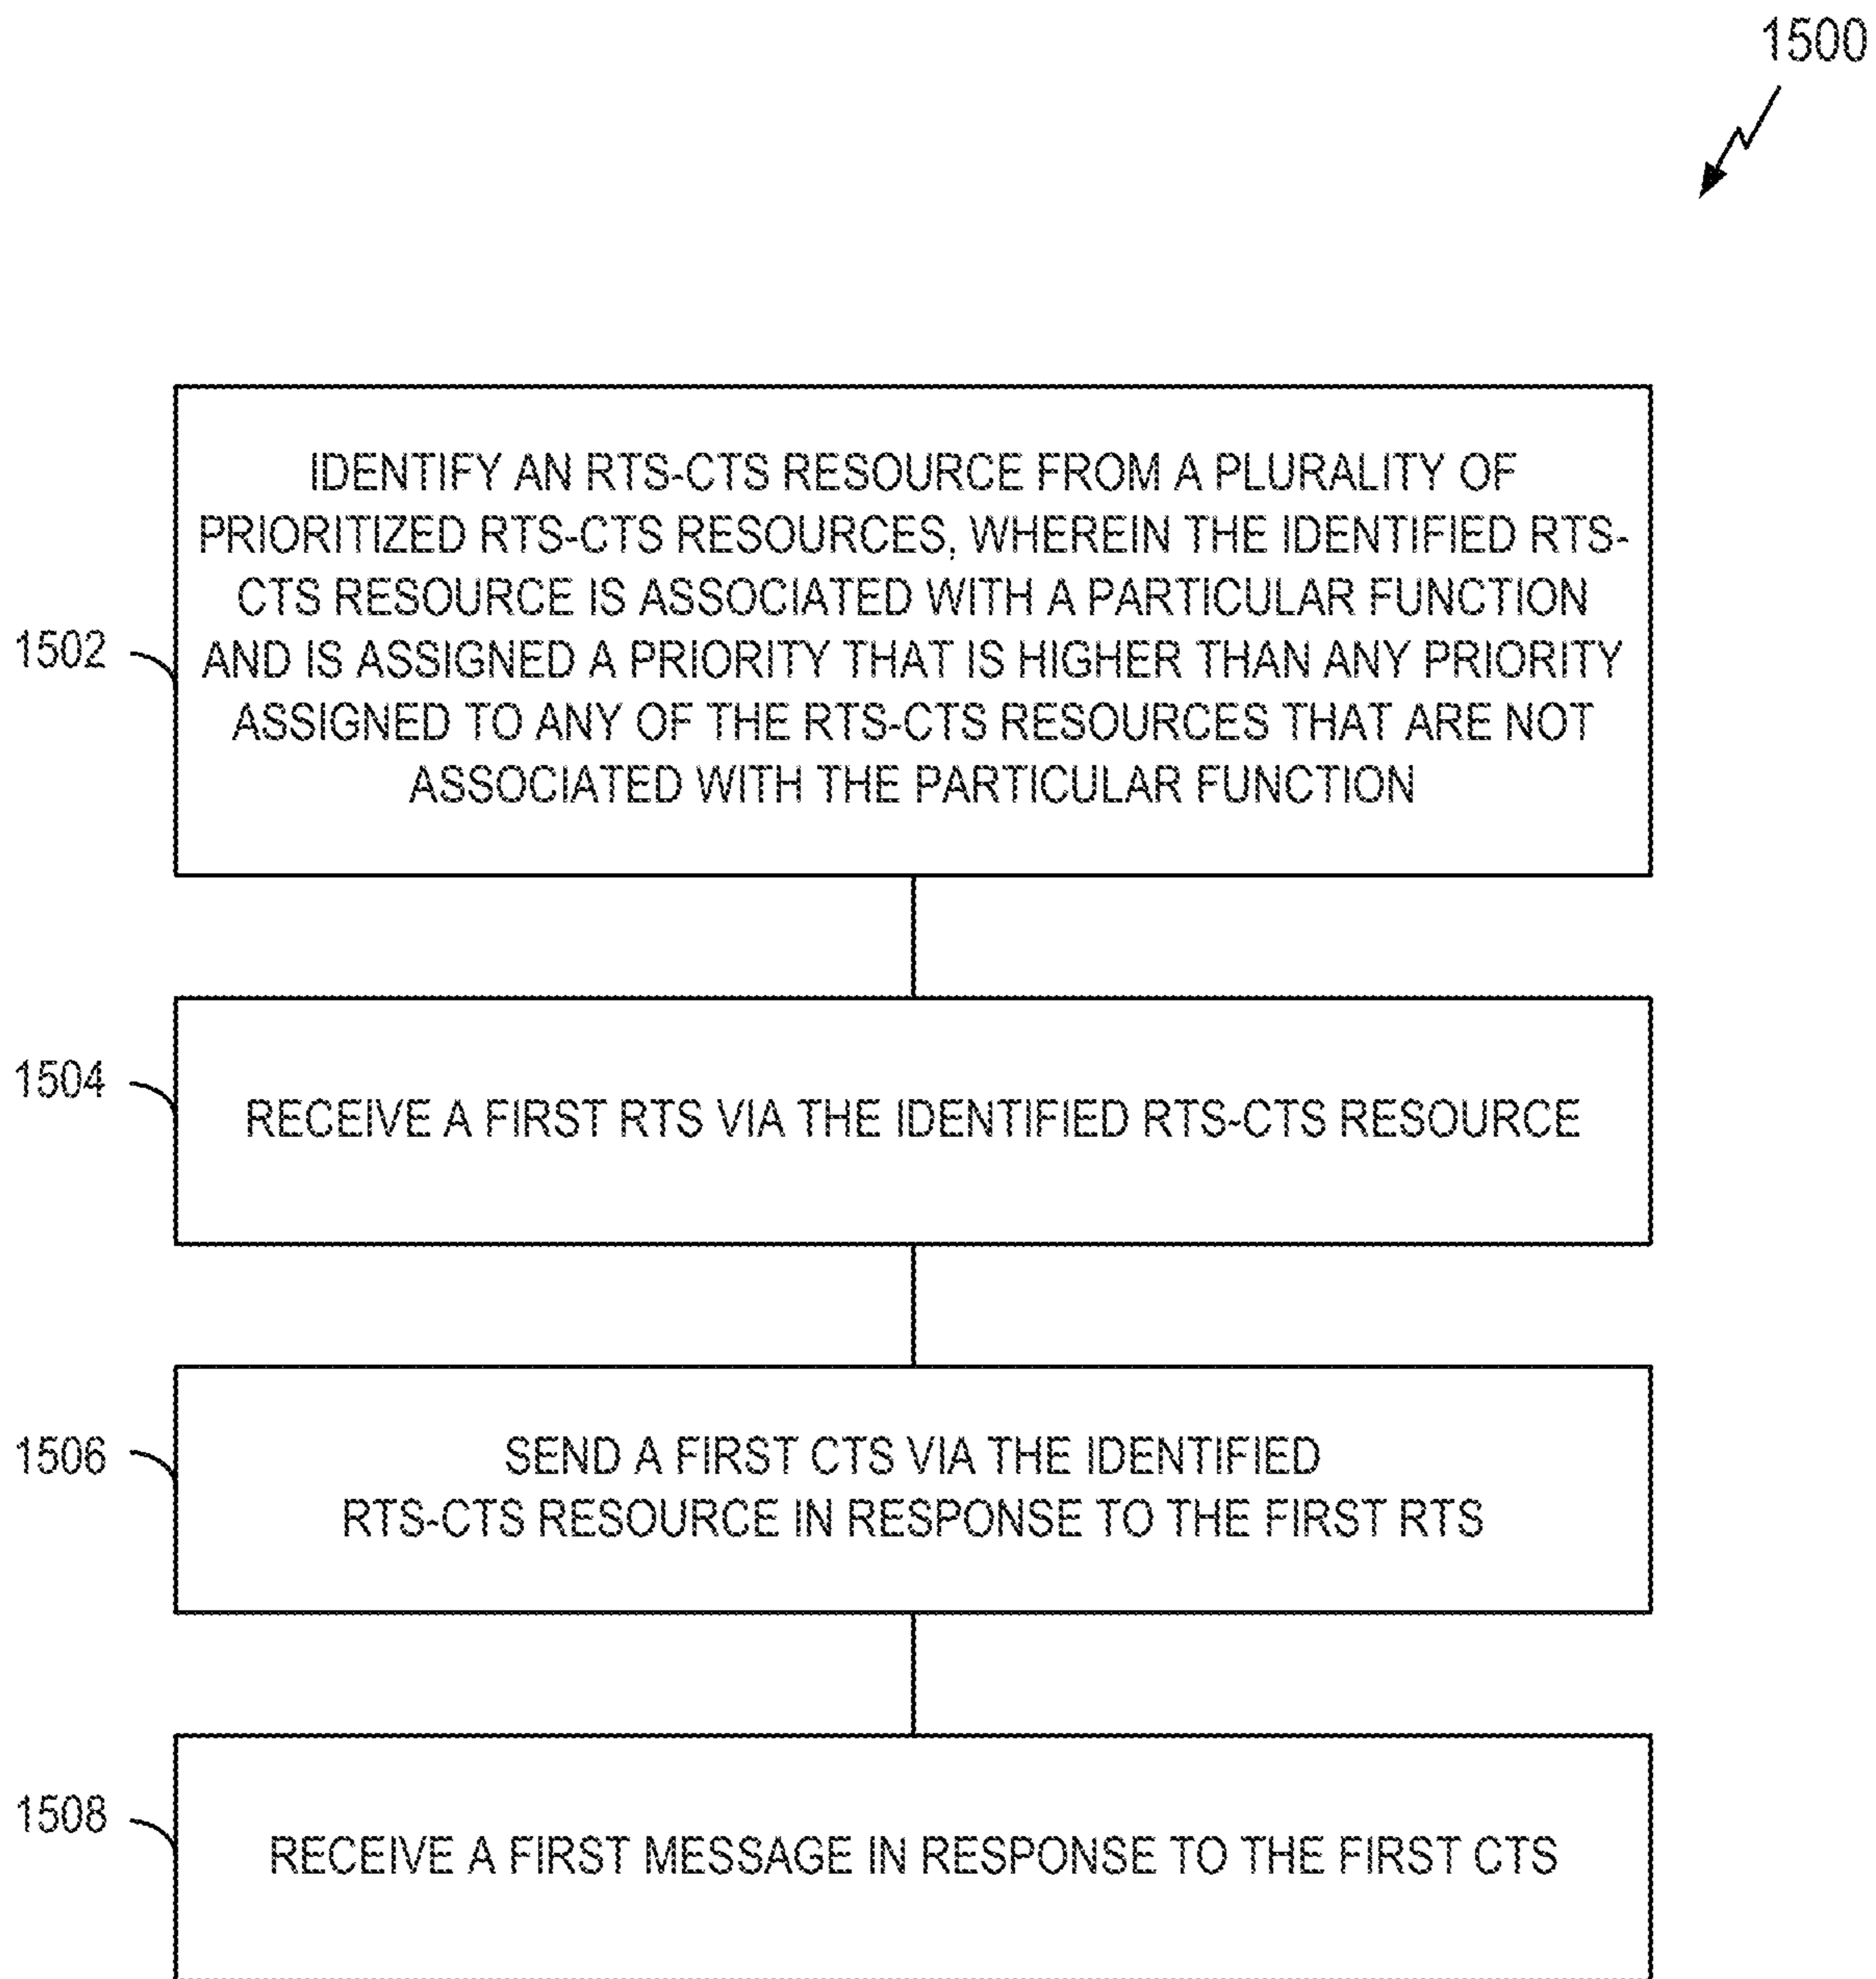 1500
IDENTIFY AN RTS-CTS RESOURCE FROM A PLURALITY OF
PRIORITIZED RTS-CTS RESOURCES, WHEREIN THE IDENTIFIED RTS-
CTS RESOURCE IS ASSOCIATED WITH A PARTICULAR FUNCTION
1502
AND IS ASSIGNED A PRIORITY THAT IS HIGHER THAN ANY PRIORITY
ASSIGNED TO ANY OF THE RTS-CTS RESOURCES THAT ARE NOT
ASSOCIATED WITH THE PARTICULAR FUNCTION
1504
RECEIVE A FIRST RTS VIA THE IDENTIFIED RTS-CTS RESOURCE
1506
SEND A FIRST CTS VIA THE IDENTIFIED
RTS-CTS RESOURCE IN RESPONSE TO THE FIRST RTS
1508
RECEIVE A FIRST MESSAGE IN RESPONSE TO THE FIRST CTS